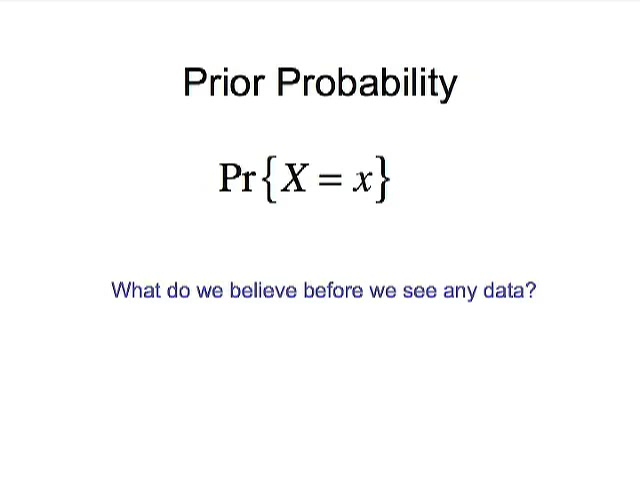 Prior Probability
Pr{X = x}
What do we believe before we see any data?